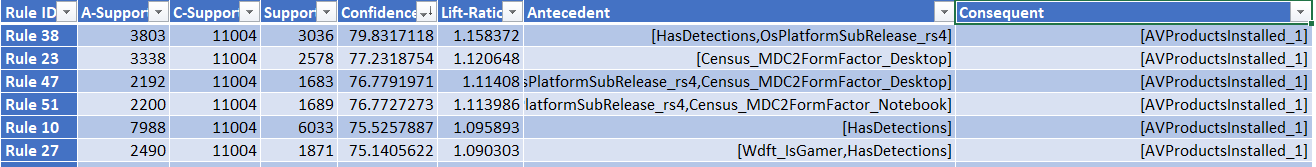 Rule ID A-Support C-Support Support Confidence Lift-Ratio Antecedent Consequent
Rule 38 3803 11004 3036 79.8317118 1.158372 [HasDetections,OsPlatformSubRelease_rs4] [AVProductsInstalled_1]
Rule 23 3338 11004 2578 77.2318754 1.120648 [Census_MDC2FormFactor_Desktop] [AVProductsInstalled_1]
Rule 47 2192 11004 1683 76.7791971 1.11408 sPlatformSubRelease_rs4,Census_MDC2FormFactor_Desktop] [AVProductsInstalled_1]
Rule 51 2200 11004 1689 76.7727273 1.113986 latformSubRelease_rs4,Census_MDC2FormFactor_Notebook] [AVProductsInstalled_1]
Rule 10 7988 11004 6033 75.5257887 1.095893 [HasDetections] [AVProductsInstalled_1]
Rule 27 2490 11004 1871 75.1405622 1.090303 [Wdft_IsGamer,HasDetections] [AVProductsInstalled_1]